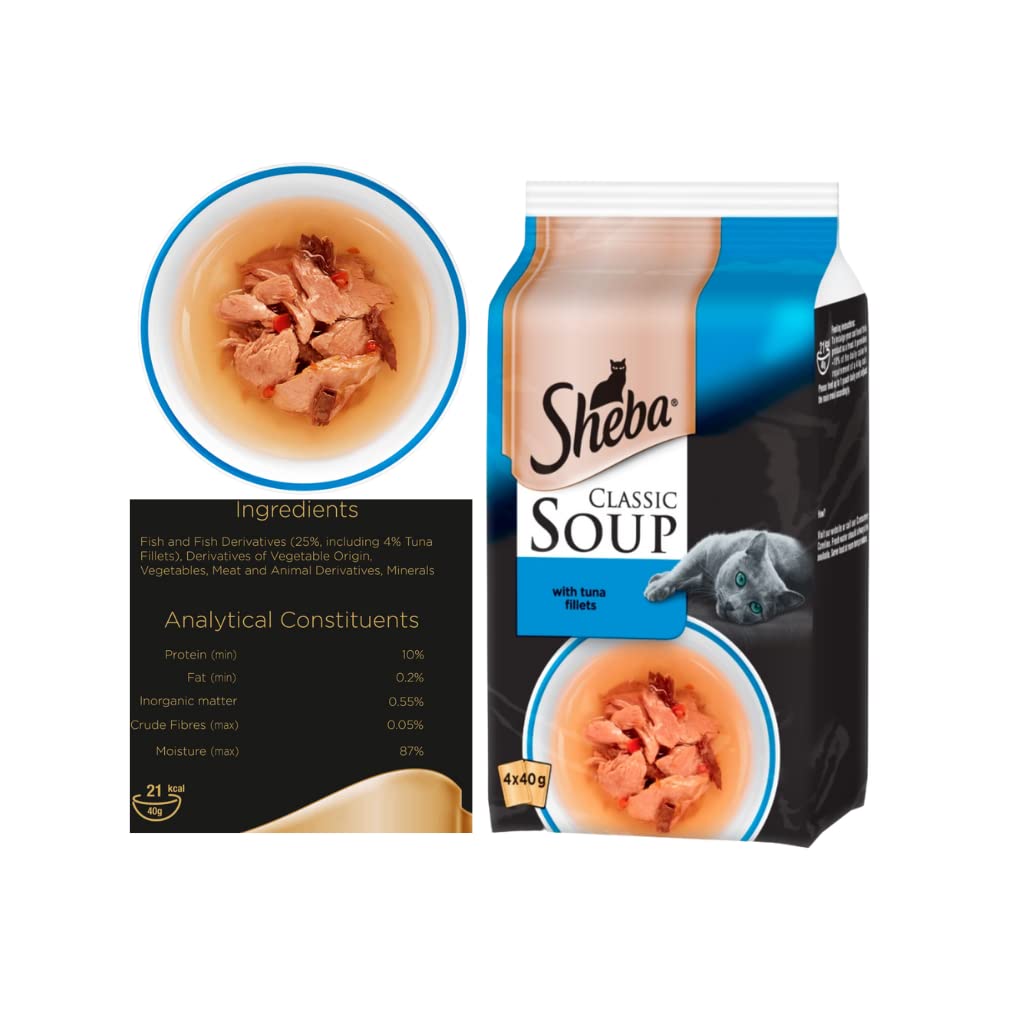 Ingredients
Fish and Fish Derivatives (25%, including 4% Tuna
Fillets), Derivatives of Vegetable Origin,
Vegetables, Meat and Animal Derivatives, Minerals
Analytical Constituents
Protein (min) 10%
Fat (min) 0.2%
Inorganic matter 0.55%
Crude Fibres (max) 0.05%
Moisture (max) 87%
21 kcal
40g
Sheba®
CLASSIC
SOUP
with tuna
fillets
4x40g